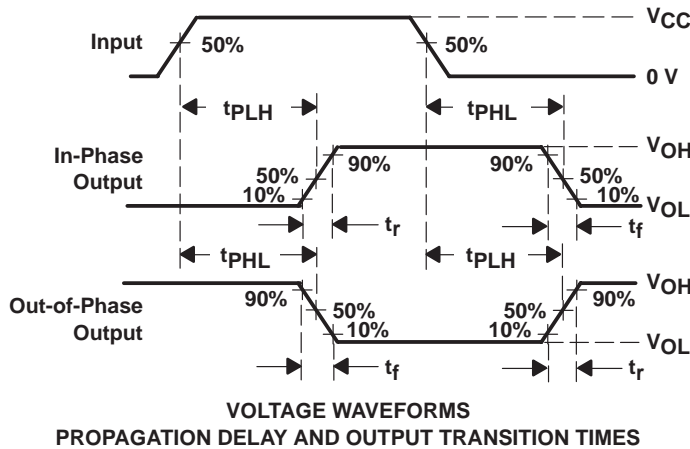 VCC
Input
50%
50%
0 V
tPLH
tPHL
In-Phase
Output
VOH
50%
10%
90%
90%
50%
10%
VOL
tr
tf
tPHL
tPLH
Out-of-Phase
Output
90%
50%
10%
50%
10%
90%
VOH
VOL
tf
tr
VOLTAGE WAVEFORMS
PROPAGATION DELAY AND OUTPUT TRANSITION TIMES